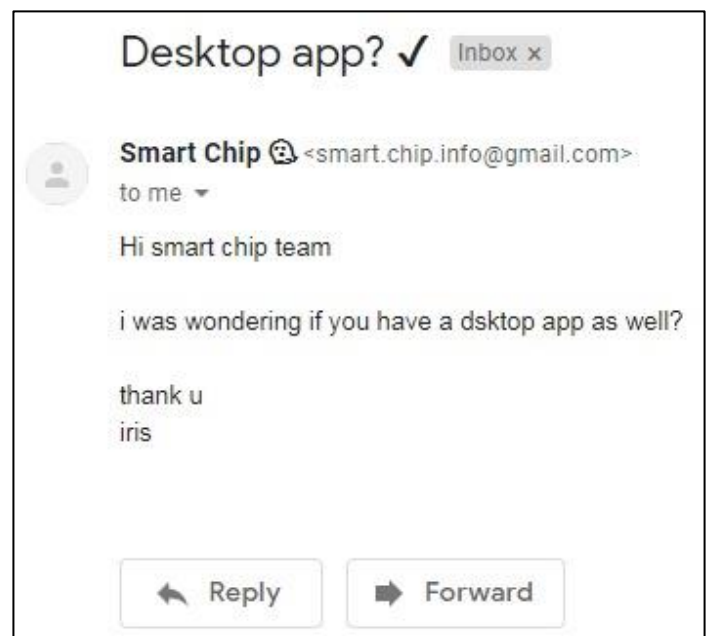 Desktop app? ✓ Inbox x
Smart Chip <smart.chip.info@gmail.com>
to me
Hi smart chip team
i was wondering if you have a dsktop app as well?
thank u
iris
Reply Forward